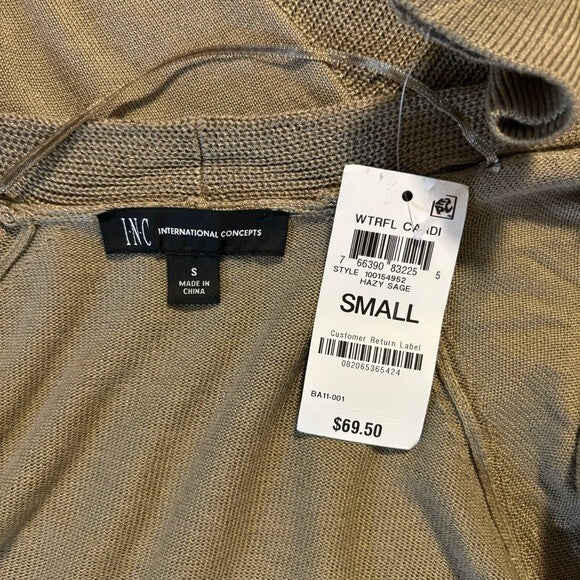 I·N·C INTERNATIONAL CONCEPTS
S
MADE IN
CHINA
WTRFL CARDI
7 66390 83225 5
STYLE 100154952
HAZY SAGE
SMALL
Customer Return Label
082065365424
BA11-001
$69.50